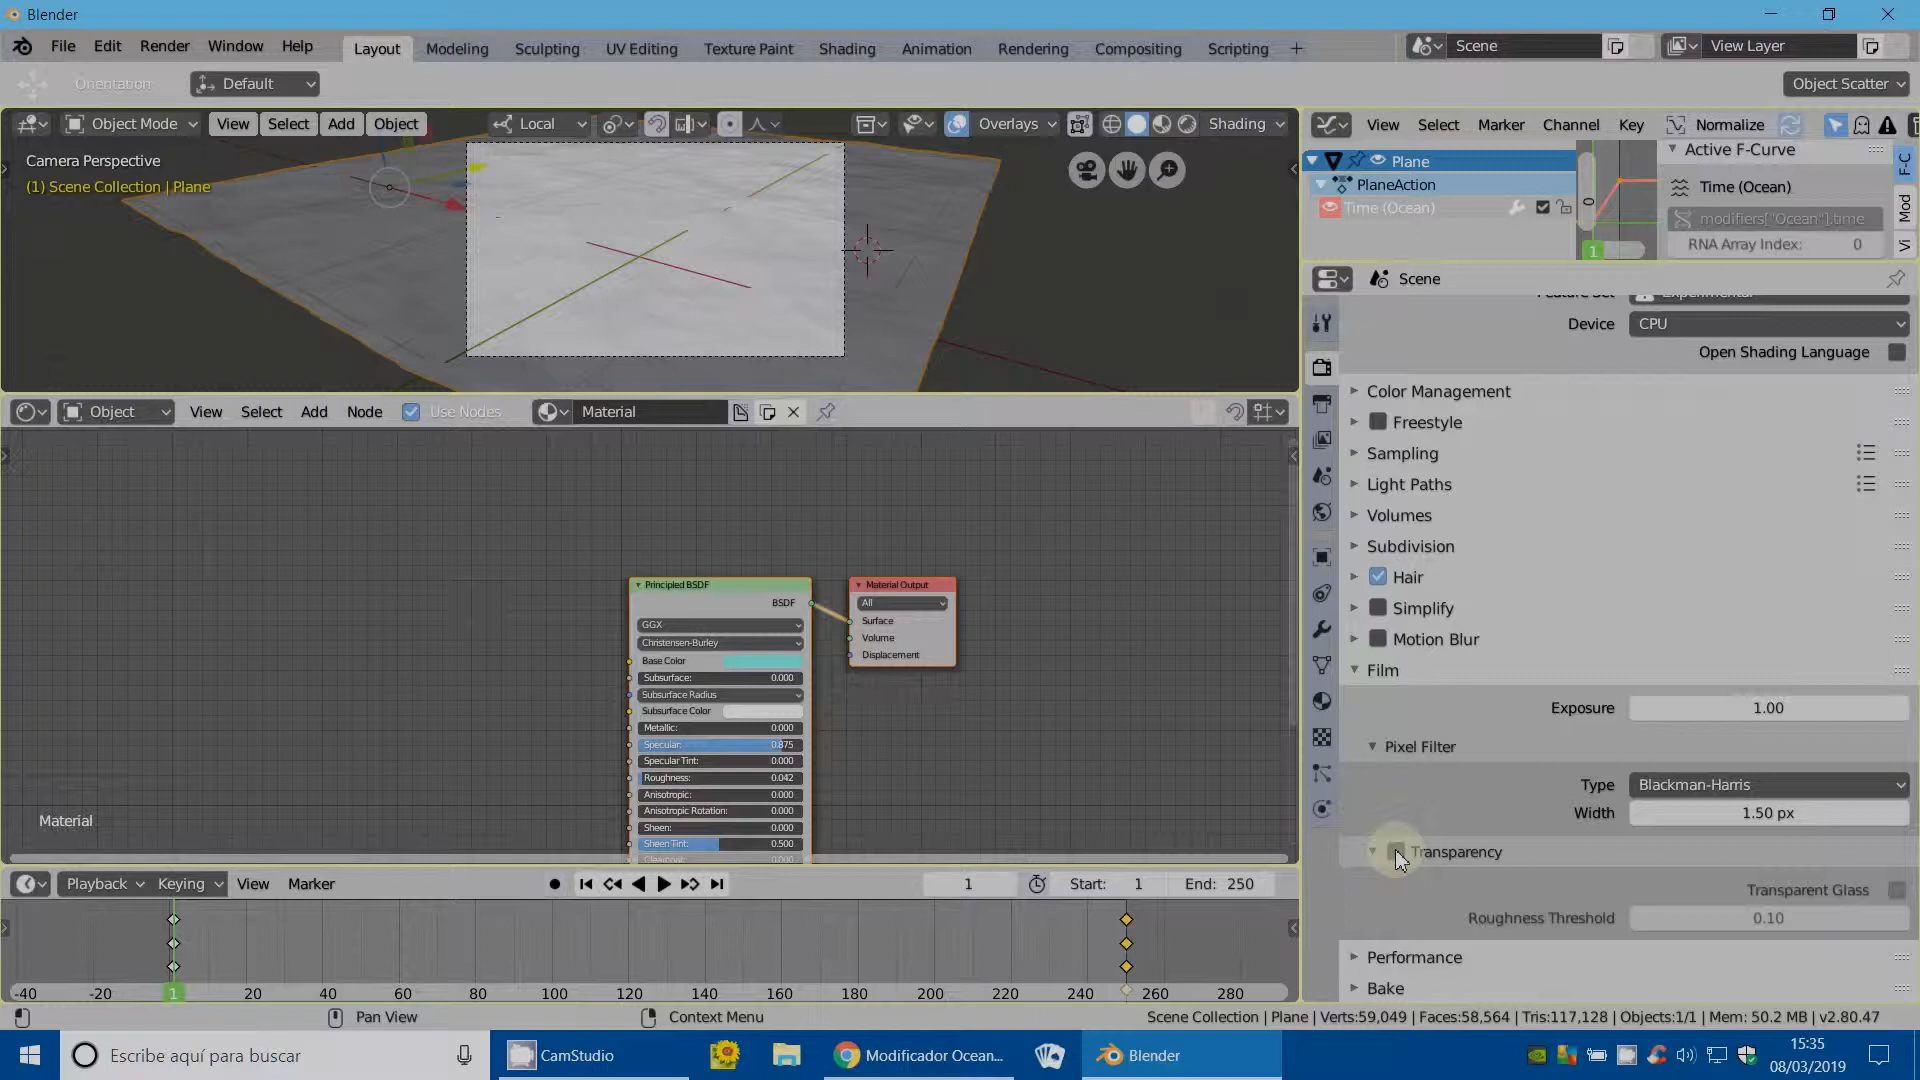 Blender
File Edit Render Window Help Layout Modeling Sculpting UV Editing Texture Paint Shading Animation Rendering Compositing Scripting + Scene View Layer
Orientation Default Object Scatter
Object Mode View Select Add Object Local Overlays Shading
Camera Perspective
(1) Scene Collection | Plane
View Select Marker Channel Key Normalize
Plane
PlaneAction
Time (Ocean)
0
1
Active F-Curve
Time (Ocean)
modifiers["Ocean"].time
RNA Array Index: 0
F-C
Mod
Vi
Object View Select Add Node Use Nodes Material
Principled BSDF
BSDF
GGX
Christensen-Burley
Base Color
Subsurface: 0.000
Subsurface Radius
Subsurface Color
Metallic: 0.000
Specular: 0.875
Specular Tint: 0.000
Roughness: 0.042
Anisotropic: 0.000
Anisotropic Rotation: 0.000
Sheen: 0.000
Sheen Tint: 0.500
Clearcoat: 0.000
Material Output
All
Surface
Volume
Displacement
Material
Scene
Feature Set Experimental
Device CPU
Open Shading Language
Color Management
Freestyle
Sampling
Light Paths
Volumes
Subdivision
Hair
Simplify
Motion Blur
Film
Exposure 1.00
Pixel Filter
Type Blackman-Harris
Width 1.50 px
Transparency
Transparent Glass
Roughness Threshold 0.10
Performance
Bake
Playback Keying View Marker 1 Start: 1 End: 250
-40 -20 1 20 40 60 80 100 120 140 160 180 200 220 240 260 280
Pan View Context Menu Scene Collection | Plane | Verts:59,049 | Faces:58,564 | Tris:117,128 | Objects:1/1 | Mem: 50.2 MB | v2.80.47
Escribe aquí para buscar CamStudio Modificador Ocean... Blender
15:35
08/03/2019